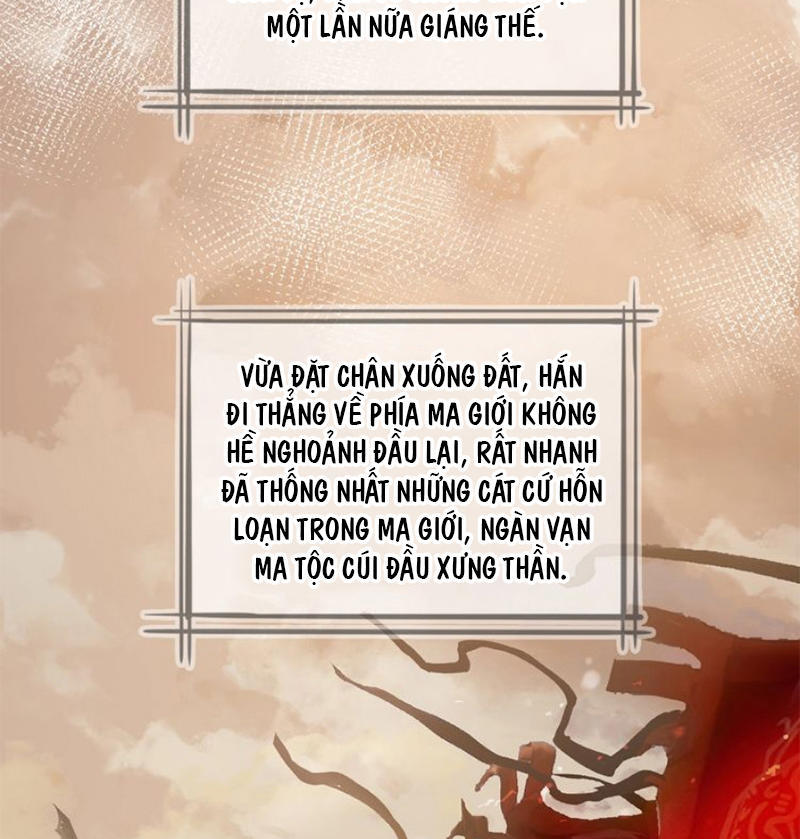 MỘT LẦN NỮA GIÁNG THẾ.
VỪA ĐẶT CHÂN XUỐNG ĐẤT, HẮN
ĐI THẲNG VỀ PHÍA MA GIỚI KHÔNG
HỀ NGHOẢNH ĐẦU LẠI, RẤT NHANH
ĐÃ THỐNG NHẤT NHỮNG CÁT CỨ HỖN
LOẠN TRONG MA GIỚI, NGÀN VẠN
MA TỘC CÚI ĐẦU XƯNG THẦN.